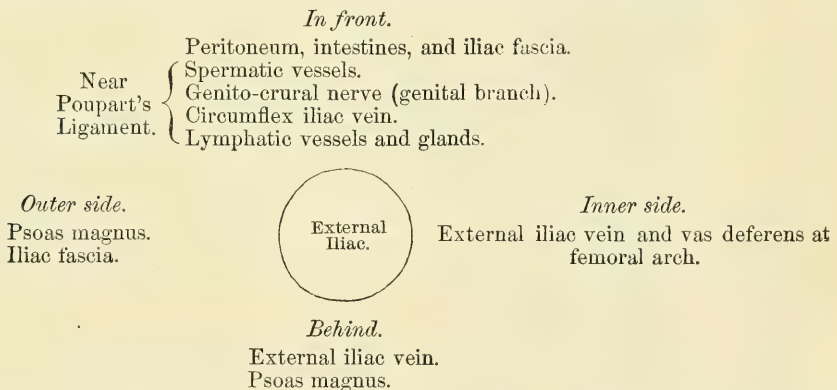 In front.
Peritoneum, intestines, and iliac fascia.
Near
Poupart's
Ligament.
Spermatic vessels.
Genito-crural nerve (genital branch).
Circumflex iliac vein.
Lymphatic vessels and glands.
Outer side.
Psoas magnus.
Iliac fascia.
External
Iliac.
Inner side.
External iliac vein and vas deferens at
femoral arch.
Behind.
External iliac vein.
Psoas magnus.